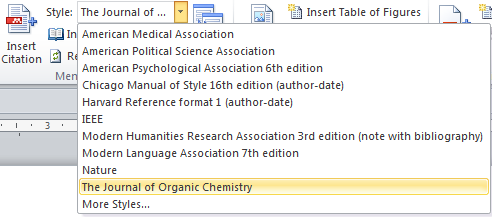 Style: The Journal of ...
Insert Table of Figures
Insert
Citation
American Medical Association
American Political Science Association
American Psychological Association 6th edition
Chicago Manual of Style 16th edition (author-date)
Harvard Reference format 1 (author-date)
IEEE
Modern Humanities Research Association 3rd edition (note with bibliography)
Modern Language Association 7th edition
Nature
The Journal of Organic Chemistry
More Styles...
3